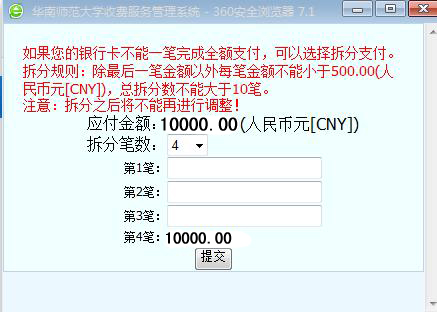 华南师范大学收费服务管理系统 - 360安全浏览器 7.1
如果您的银行卡不能一笔完成全额支付，可以选择拆分支付。
拆分规则：除最后一笔金额以外每笔金额不能小于500.00(人
民币元[CNY])，总拆分数不能大于10笔。
注意：拆分之后将不能再进行调整！
应付金额：10000.00(人民币元[CNY])
拆分笔数：4
第1笔：
第2笔：
第3笔：
第4笔：10000.00
提交